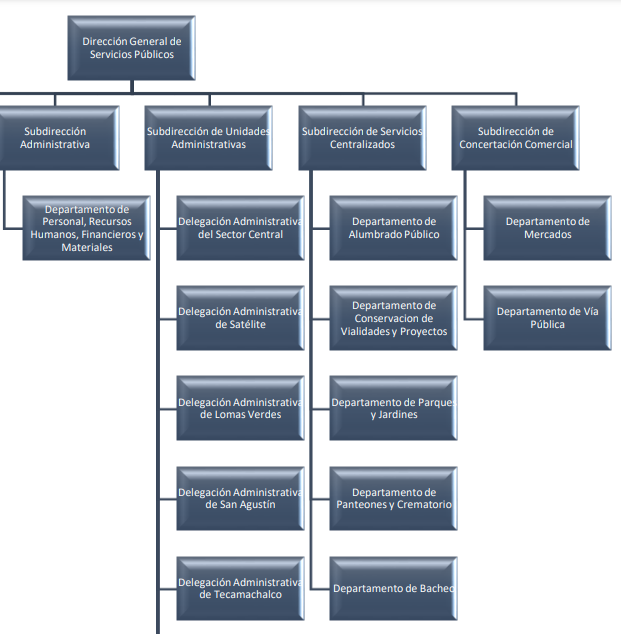 Dirección General de
Servicios Públicos
Subdirección
Administrativa
Subdirección de Unidades
Administrativas
Subdirección de Servicios
Centralizados
Subdirección de
Concertación Comercial
Departamento de
Personal, Recursos
Humanos, Financieros y
Materiales
Delegación Administrativa
del Sector Central
Departamento de
Alumbrado Público
Departamento de
Mercados
Delegación Administrativa
de Satélite
Departamento de
Conservacion de
Vialidades y Proyectos
Departamento de Vía
Pública
Delegación Administrativa
de Lomas Verdes
Departamento de Parques
y Jardines
Delegación Administrativa
de San Agustín
Departamento de
Panteones y Crematorio
Delegación Administrativa
de Tecamachalco
Departamento de Bacheo